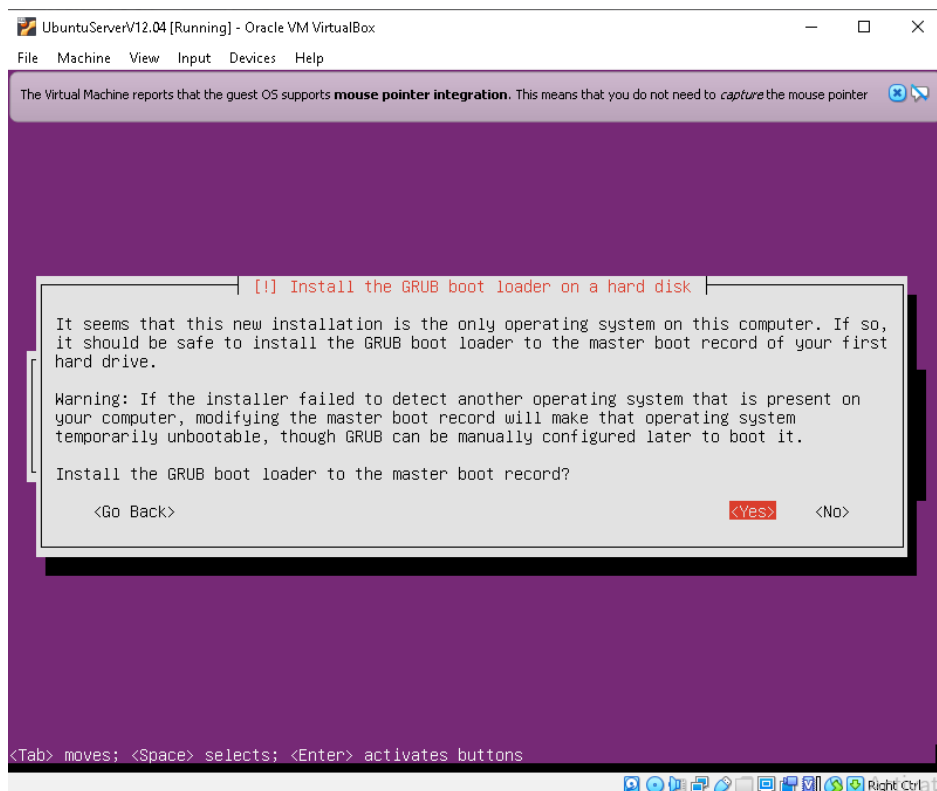 UbuntuServerV12.04 [Running] - Oracle VM VirtualBox
File Machine View Input Devices Help
The Virtual Machine reports that the guest OS supports mouse pointer integration. This means that you do not need to capture the mouse pointer
[!] Install the GRUB boot loader on a hard disk
It seems that this new installation is the only operating system on this computer. If so,
it should be safe to install the GRUB boot loader to the master boot record of your first
hard drive.
Warning: If the installer failed to detect another operating system that is present on
your computer, modifying the master boot record will make that operating system
temporarily unbootable, though GRUB can be manually configured later to boot it.
Install the GRUB boot loader to the master boot record?
<Go Back> <Yes> <No>
<Tab> moves; <Space> selects; <Enter> activates buttons
Right Ctrl